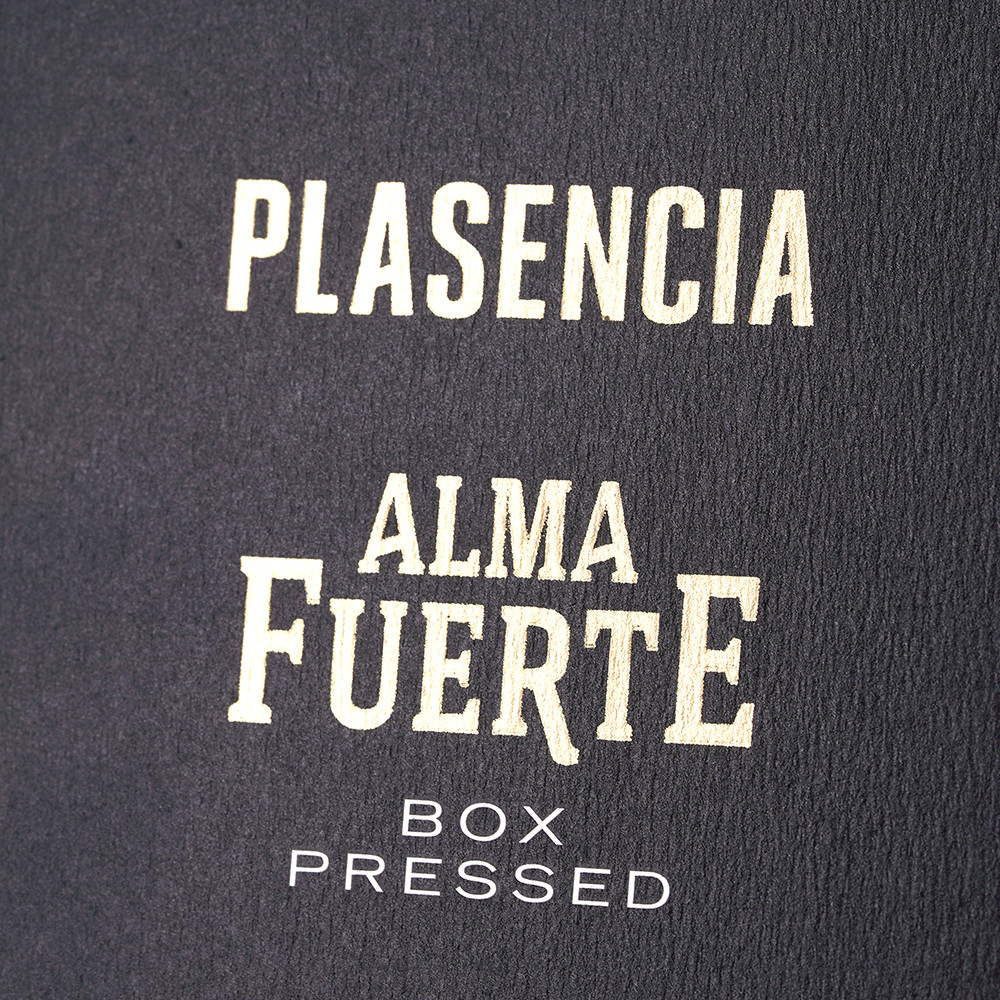 PLASENCIA
ALMA
FUERTE
BOX
PRESSED